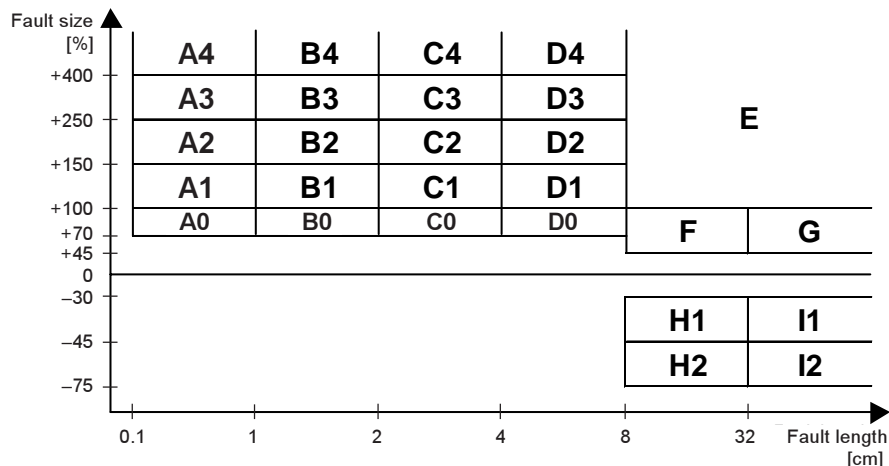 Fault size
[%]
A4 B4 C4 D4
+400
A3 B3 C3 D3
+250
E
A2 B2 C2 D2
+150
A1 B1 C1 D1
+100
A0 B0 C0 D0
F G
+70
+45
0
–30
H1 I1
–45
H2 I2
–75
0.1 1 2 4 8 32 Fault length
[cm]